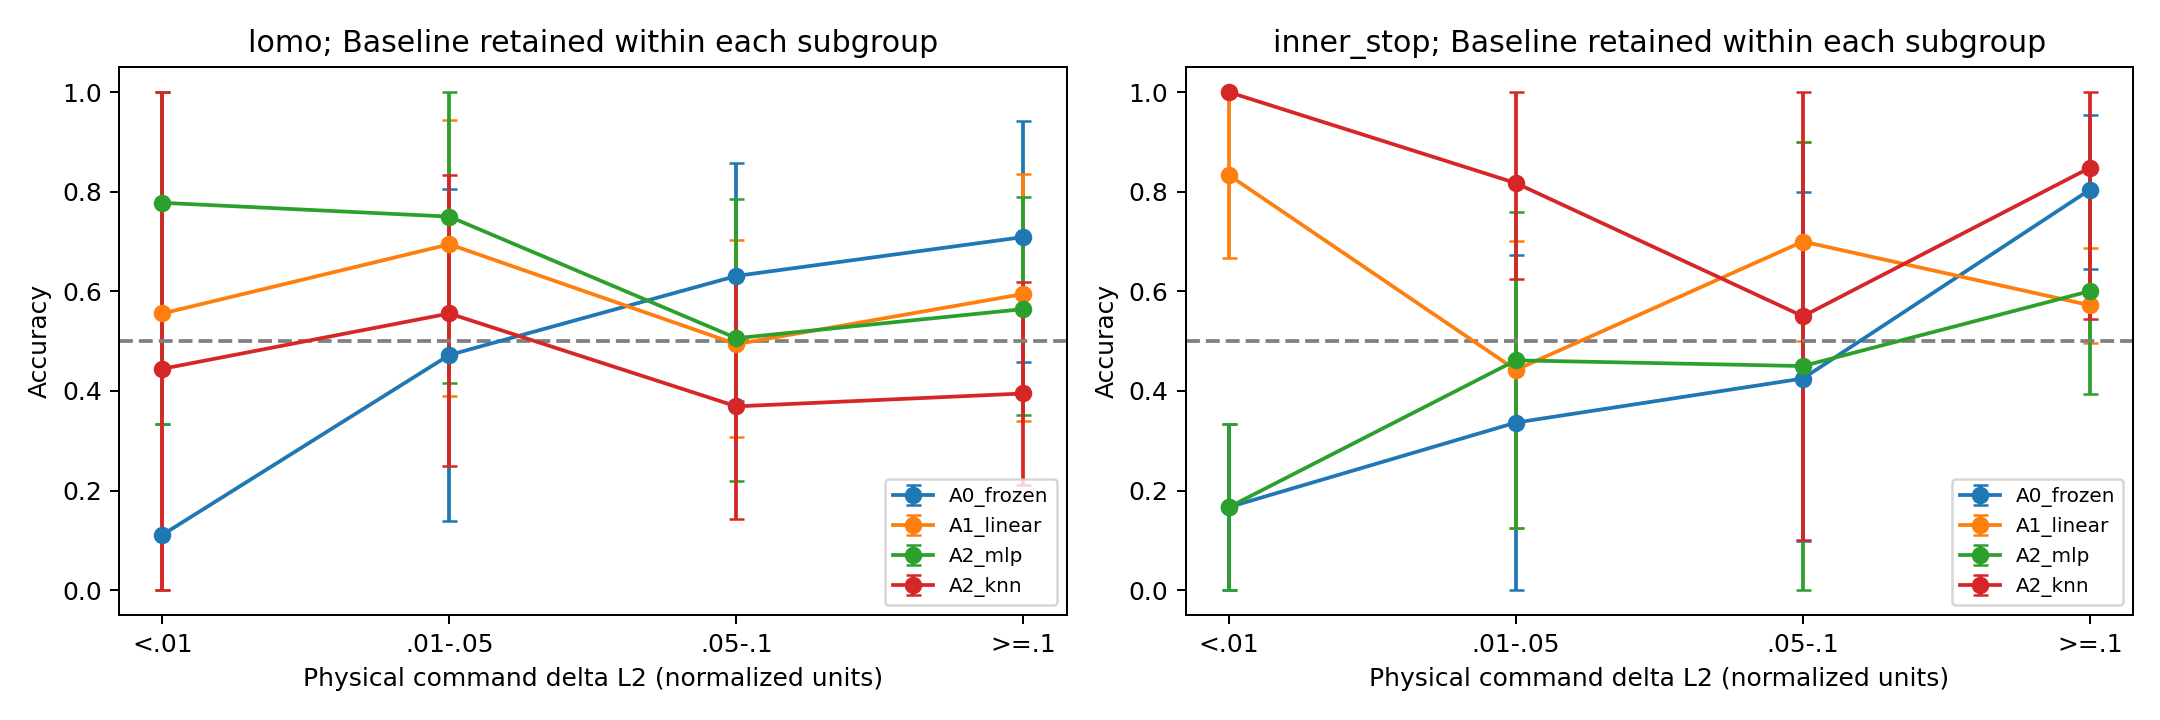 lomo; Baseline retained within each subgroup
Accuracy
1.0
0.8
0.6
0.4
0.2
0.0
<.01
.01-.05
.05-.1
>=.1
Physical command delta L2 (normalized units)
A0_frozen
A1_linear
A2_mlp
A2_knn
inner_stop; Baseline retained within each subgroup
Accuracy
1.0
0.8
0.6
0.4
0.2
0.0
<.01
.01-.05
.05-.1
>=.1
Physical command delta L2 (normalized units)
A0_frozen
A1_linear
A2_mlp
A2_knn